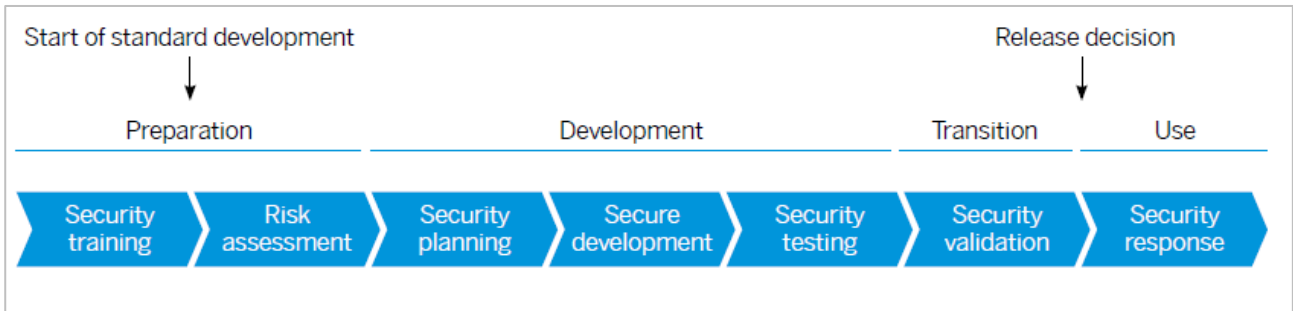 Start of standard development
Release decision
Preparation
Development
Transition
Use
Security
training
Risk
assessment
Security
planning
Secure
development
Security
testing
Security
validation
Security
response